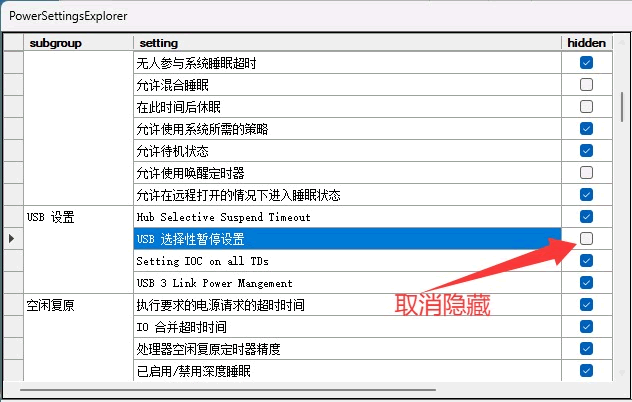 PowerSettingsExplorer
subgroup setting hidden
无人参与系统睡眠超时
允许混合睡眠
在此时间后休眠
允许使用系统所需的策略
允许待机状态
允许使用唤醒定时器
允许在远程打开的情况下进入睡眠状态
USB 设置 Hub Selective Suspend Timeout
USB 选择性暂停设置
Setting IOC on all TDs
USB 3 Link Power Mangement
取消隐藏
空闲复原 执行要求的电源请求的超时时间
IO 合并超时时间
处理器空闲复原定时器精度
已启用/禁用深度睡眠